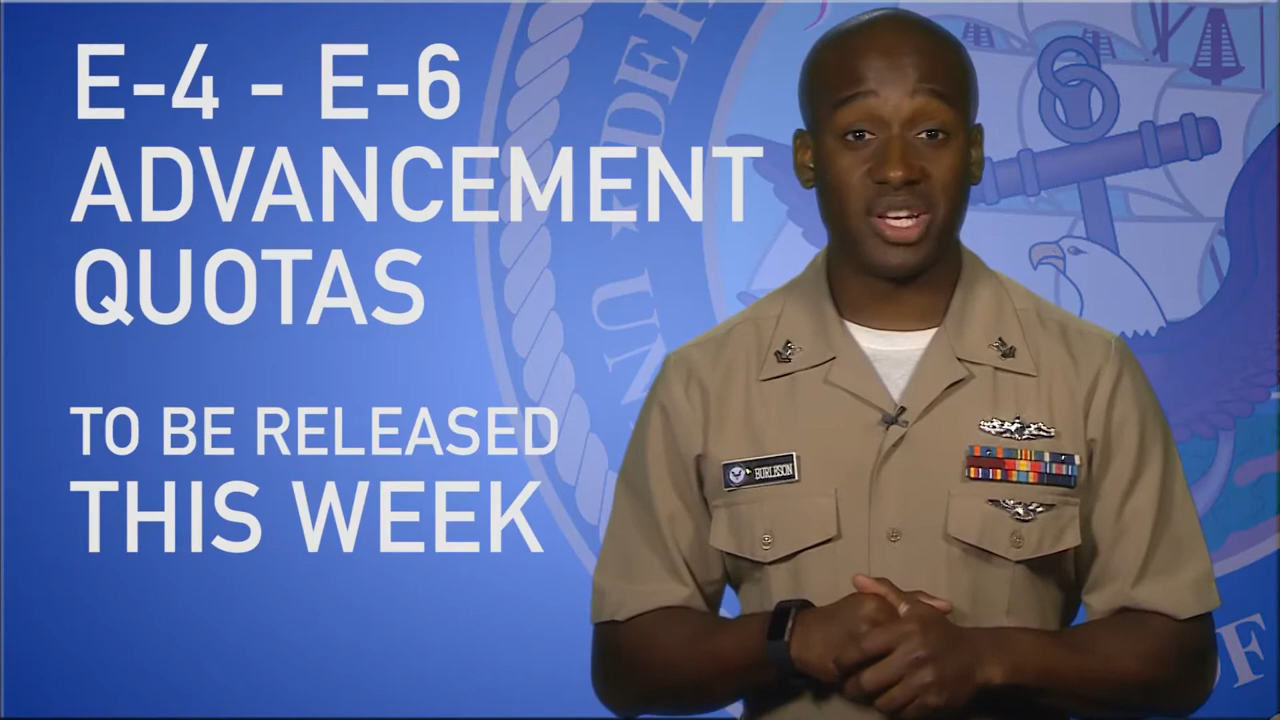 E-4 - E-6
ADVANCEMENT
QUOTAS
TO BE RELEASED
THIS WEEK
BURLESON